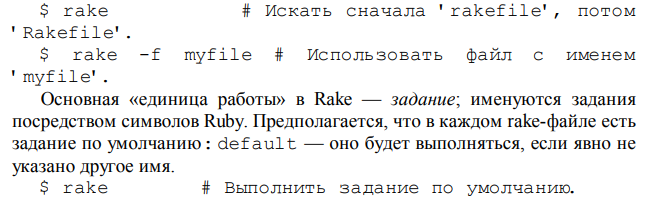 $ rake # Искать сначала 'rakefile', потом
'Rakefile'.
$ rake -f myfile # Использовать файл с именем
'myfile'.
Основная «единица работы» в Rake — задание; именуются задания
посредством символов Ruby. Предполагается, что в каждом rake-файле есть
задание по умолчанию: default — оно будет выполняться, если явно не
указано другое имя.
$ rake # Выполнить задание по умолчанию.